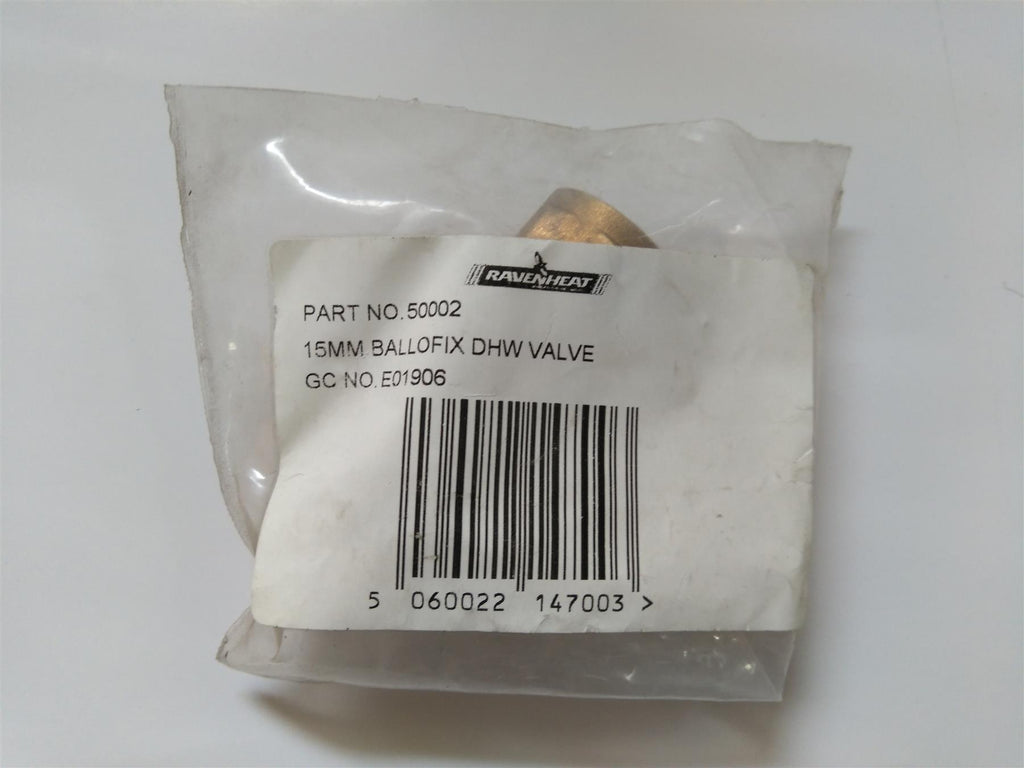 RAVENHEAT
PART NO.50002
15MM BALLOFIX DHW VALVE
GC NO.E01906
5 060022 147003 >